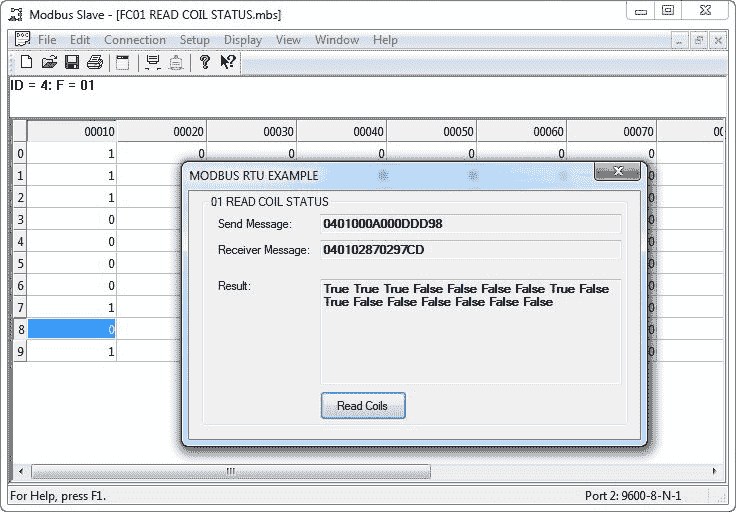 Modbus Slave - [FC01 READ COIL STATUS.mbs]
File Edit Connection Setup Display View Window Help
ID = 4: F = 01
00010 00020 00030 00040 00050 00060 00070 00
0 1 0 0 0 0 0 0
1 1
2 1
3 0
4 0
5 0
6 0
7 1
8 0
9 1
MODBUS RTU EXAMPLE
01 READ COIL STATUS
Send Message: 0401000A000DDD98
Receiver Message: 040102870297CD
Result: True True True False False False False True False
True False False False False False False
Read Coils
For Help, press F1. Port 2: 9600-8-N-1